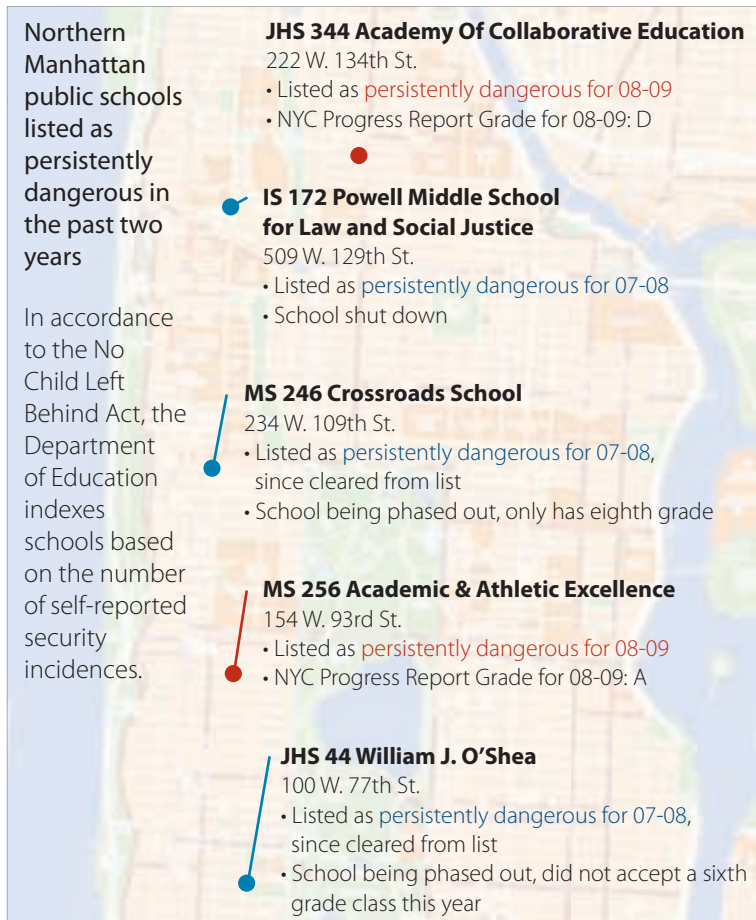 Northern
Manhattan
public schools
listed as
persistently
dangerous in
the past two
years
In accordance
to the No
Child Left
Behind Act, the
Department
of Education
indexes
schools based
on the number
of self-reported
security
incidences.
JHS 344 Academy Of Collaborative Education
222 W. 134th St.
• Listed as persistently dangerous for 08-09
• NYC Progress Report Grade for 08-09: D
IS 172 Powell Middle School
for Law and Social Justice
509 W. 129th St.
• Listed as persistently dangerous for 07-08
• School shut down
MS 246 Crossroads School
234 W. 109th St.
• Listed as persistently dangerous for 07-08,
since cleared from list
• School being phased out, only has eighth grade
MS 256 Academic & Athletic Excellence
154 W. 93rd St.
• Listed as persistently dangerous for 08-09
• NYC Progress Report Grade for 08-09: A
JHS 44 William J. O’Shea
100 W. 77th St.
• Listed as persistently dangerous for 07-08,
since cleared from list
• School being phased out, did not accept a sixth
grade class this year